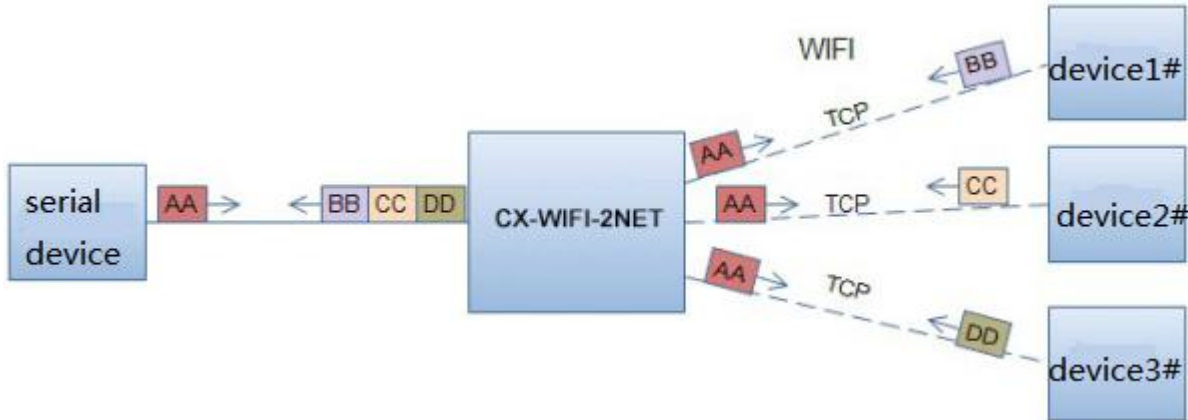 WIFI
BB
device1#
TCP
AA
serial
device
AA
BB CC DD
CX-WIFI-2NET
AA
TCP
CC
device2#
AA
TCP
DD
device3#